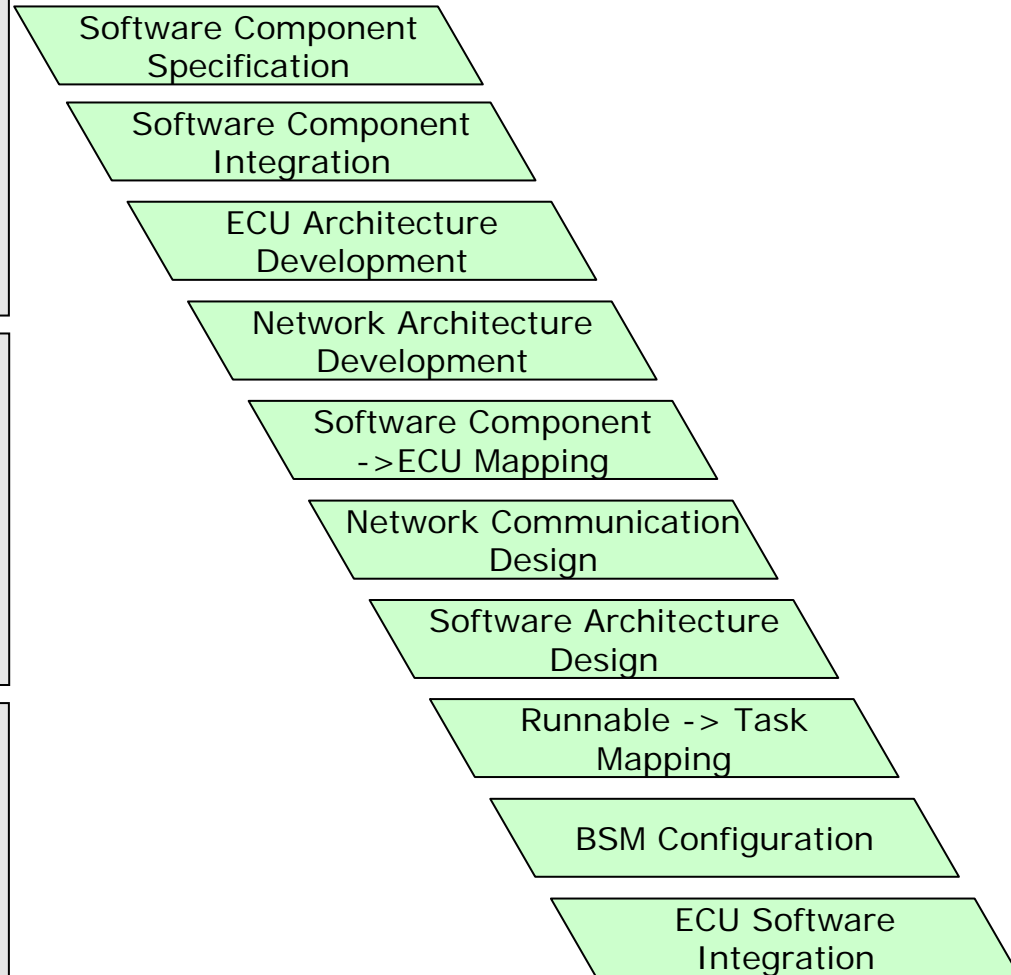 Software Component
Specification
Software Component
Integration
ECU Architecture
Development
Network Architecture
Development
Software Component
->ECU Mapping
Network Communication
Design
Software Architecture
Design
Runnable -> Task
Mapping
BSM Configuration
ECU Software
Integration